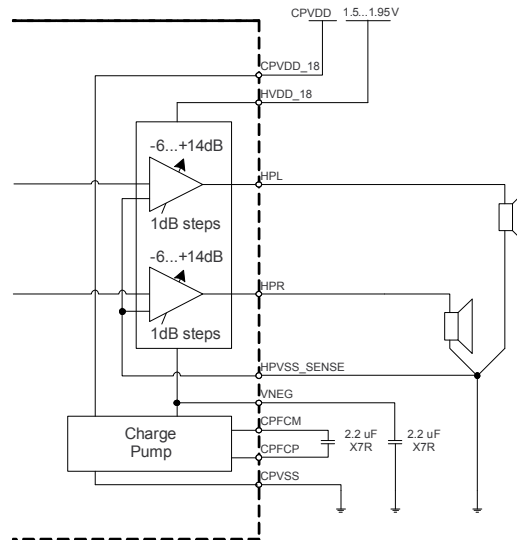 CPVDD
1.5...1.95V
CPVDD_18
HVDD_18
-6...+14dB
HPL
1dB steps
-6...+14dB
HPR
1dB steps
HPVSS_SENSE
VNEG
CPFCM
Charge
Pump
2.2 uF
X7R
2.2 uF
X7R
CPFCP
CPVSS